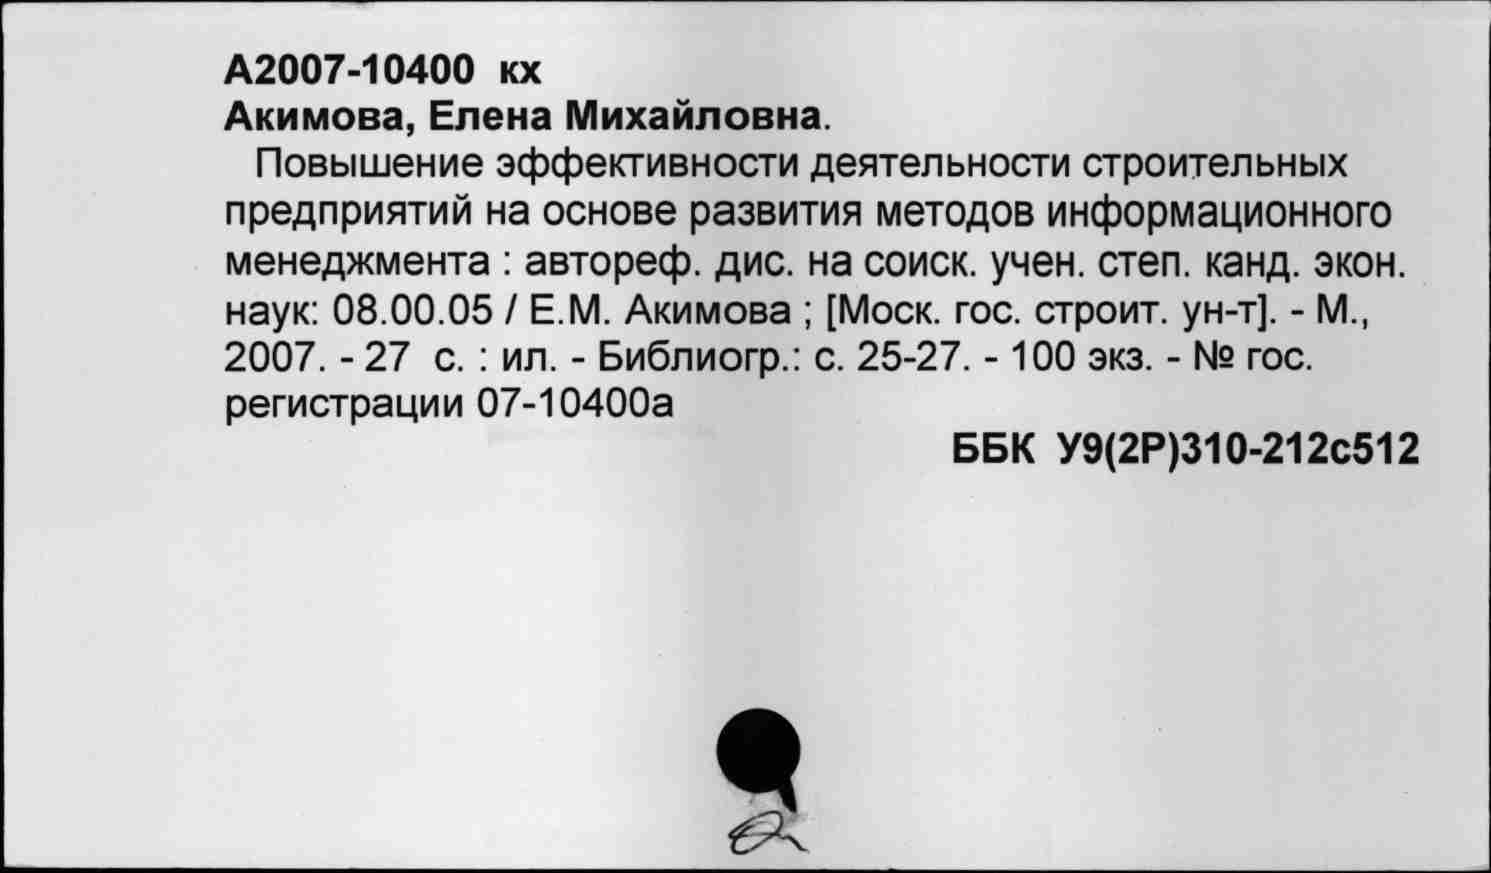 А2007-10400 кх
Акимова, Елена Михайловна.
Повышение эффективности деятельности строительных
предприятий на основе развития методов информационного
менеджмента : автореф. дис. на соиск. учен. степ. канд. экон.
наук: 08.00.05 / Е.М. Акимова ; [Моск. гос. строит. ун-т]. - М.,
2007. - 27 с. : ил. - Библиогр.: с. 25-27. - 100 экз. - № гос.
регистрации 07-10400а
ББК У9(2Р)310-212с512